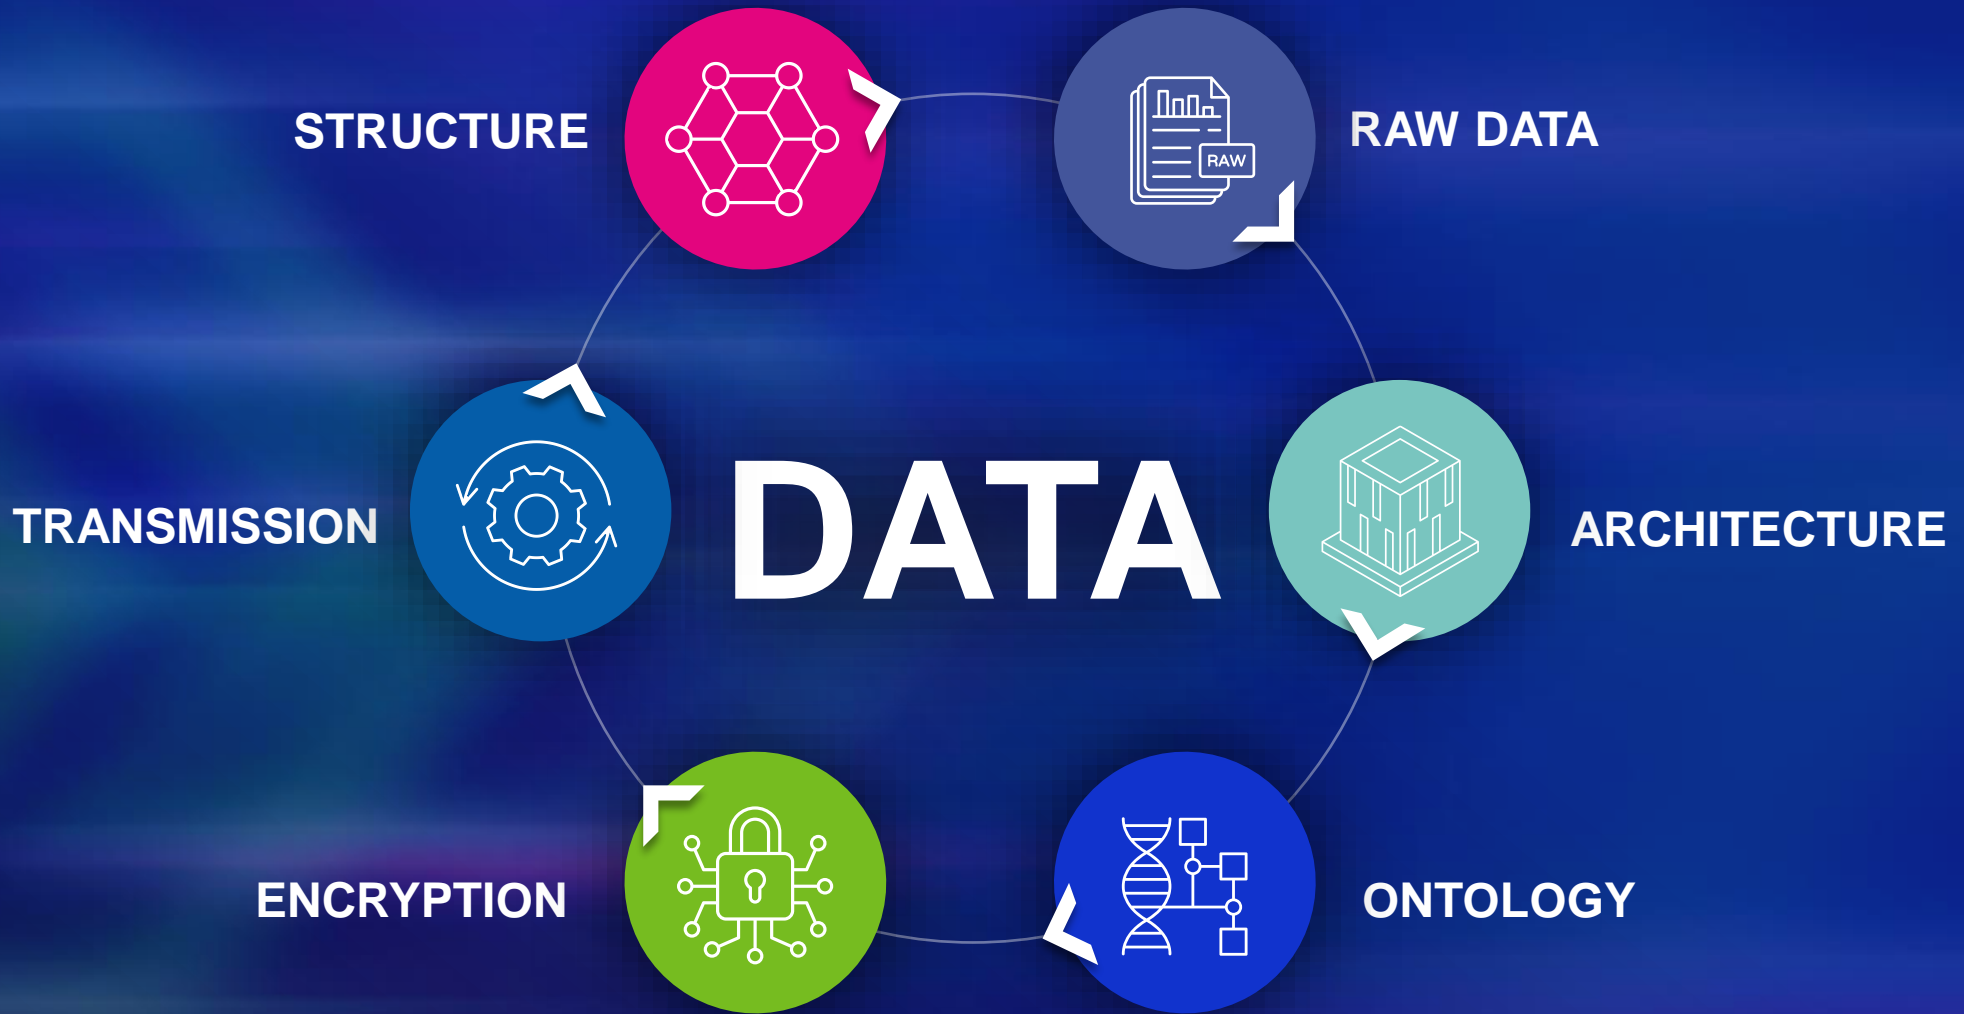 STRUCTURE
RAW DATA
RAW
TRANSMISSION
DATA
ARCHITECTURE
ENCRYPTION
ONTOLOGY